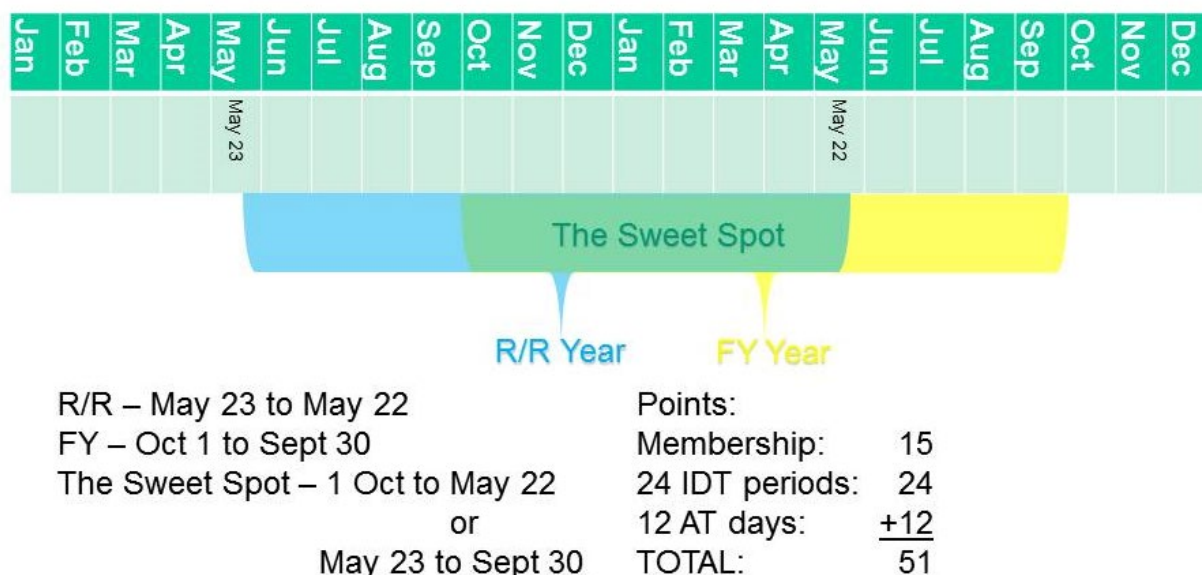 Jan Feb Mar Apr May Jun Jul Aug Sep Oct Nov Dec Jan Feb Mar Apr May Jun Jul Aug Sep Oct Nov Dec
May 23 May 22
The Sweet Spot
R/R Year FY Year
R/R – May 23 to May 22
FY – Oct 1 to Sept 30
The Sweet Spot – 1 Oct to May 22
or
May 23 to Sept 30
Points:
Membership: 15
24 IDT periods: 24
12 AT days: +12
TOTAL: 51